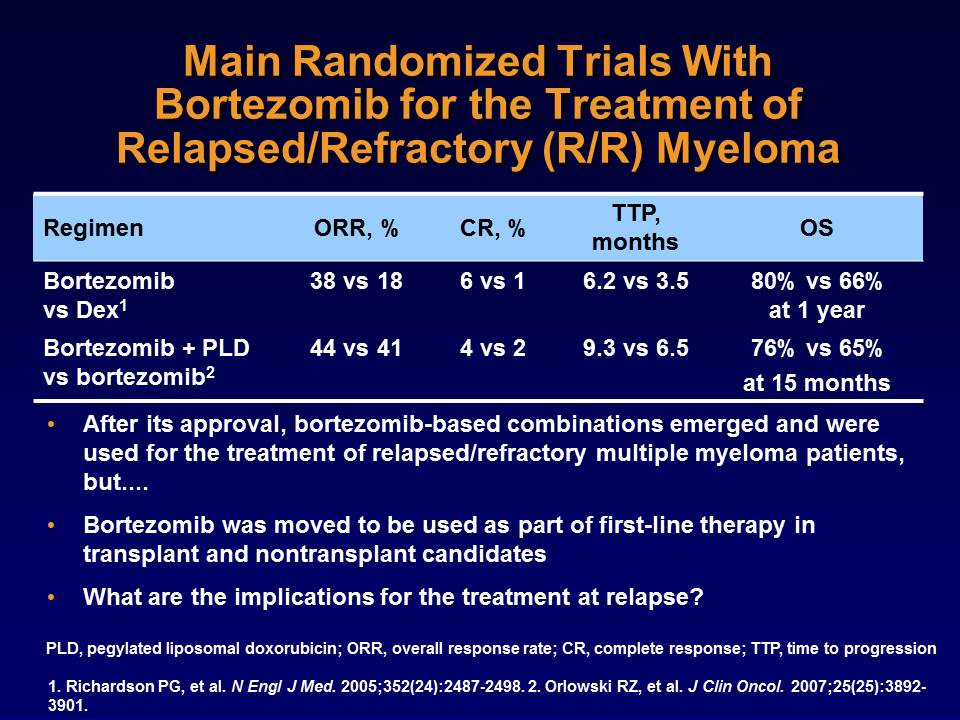 Main Randomized Trials With
Bortezomib for the Treatment of
Relapsed/Refractory (R/R) Myeloma
Regimen ORR, % CR, % TTP, months OS
Bortezomib vs Dex1 38 vs 18 6 vs 1 6.2 vs 3.5 80% vs 66% at 1 year
Bortezomib + PLD vs bortezomib2 44 vs 41 4 vs 2 9.3 vs 6.5 76% vs 65% at 15 months
• After its approval, bortezomib-based combinations emerged and were
used for the treatment of relapsed/refractory multiple myeloma patients,
but....
• Bortezomib was moved to be used as part of first-line therapy in
transplant and nontransplant candidates
• What are the implications for the treatment at relapse?
PLD, pegylated liposomal doxorubicin; ORR, overall response rate; CR, complete response; TTP, time to progression
1. Richardson PG, et al. N Engl J Med. 2005;352(24):2487-2498. 2. Orlowski RZ, et al. J Clin Oncol. 2007;25(25):3892-
3901.